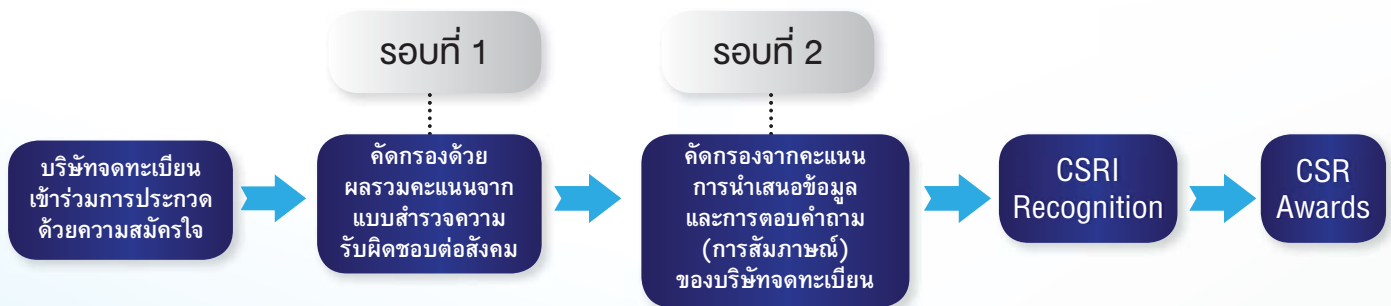 รอบที่ 1
รอบที่ 2
บริษัทจดทะเบียน
เข้าร่วมการประกวด
ด้วยความสมัครใจ
คัดกรองด้วย
ผลรวมคะแนนจาก
แบบสำรวจความ
รับผิดชอบต่อสังคม
คัดกรองจากคะแนน
การนำเสนอข้อมูล
และการตอบคำถาม
(การสัมภาษณ์)
ของบริษัทจดทะเบียน
CSRI
Recognition
CSR
Awards